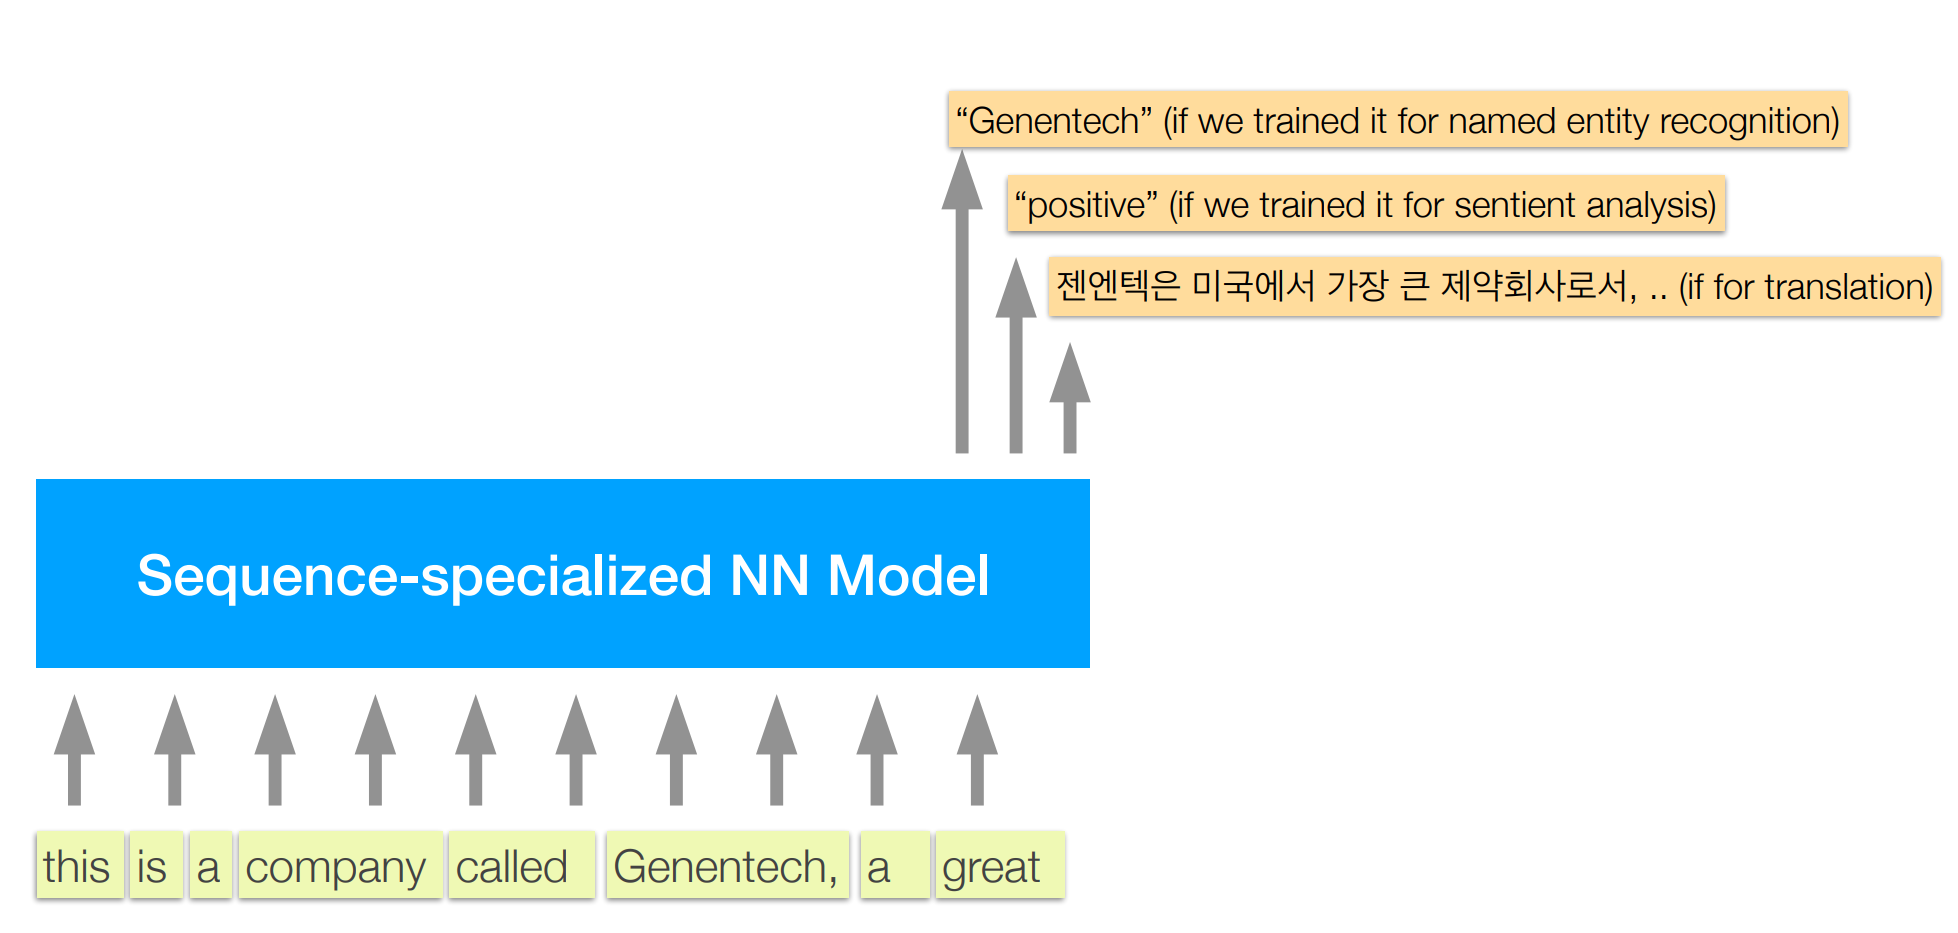 “Genentech” (if we trained it for named entity recognition)
“positive” (if we trained it for sentient analysis)
젠엔텍은 미국에서 가장 큰 제약회사로서, .. (if for translation)
Sequence-specialized NN Model
this is a company called Genentech, a great